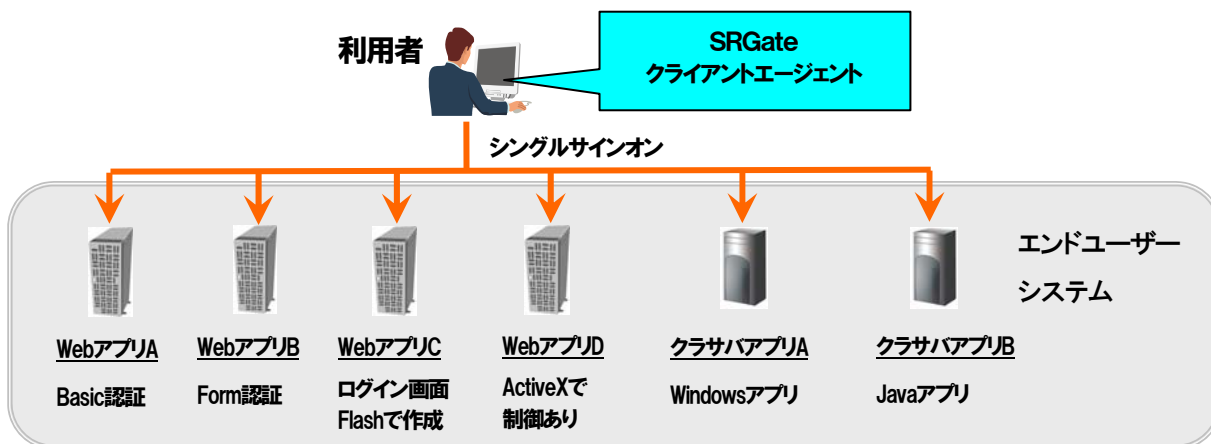 利用者
SRGate
クライアントエージェント
シングルサインオン
エンドユーザー
システム
WebアプリA
Basic認証
WebアプリB
Form認証
WebアプリC
ログイン画面
Flashで作成
WebアプリD
ActiveXで
制御あり
クラサバアプリA
Windowsアプリ
クラサバアプリB
Javaアプリ